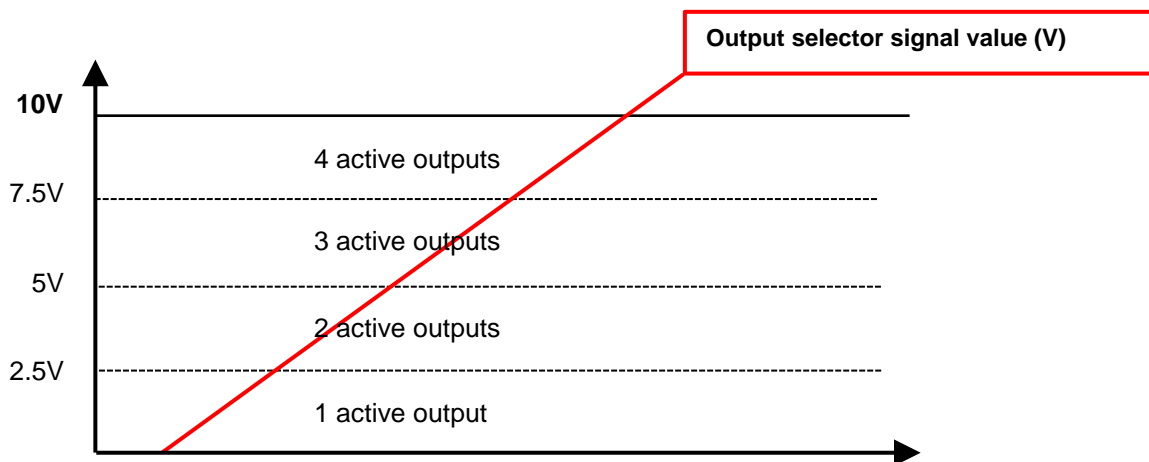 Output selector signal value (V)
10V
4 active outputs
7.5V
3 active outputs
5V
2 active outputs
2.5V
1 active output